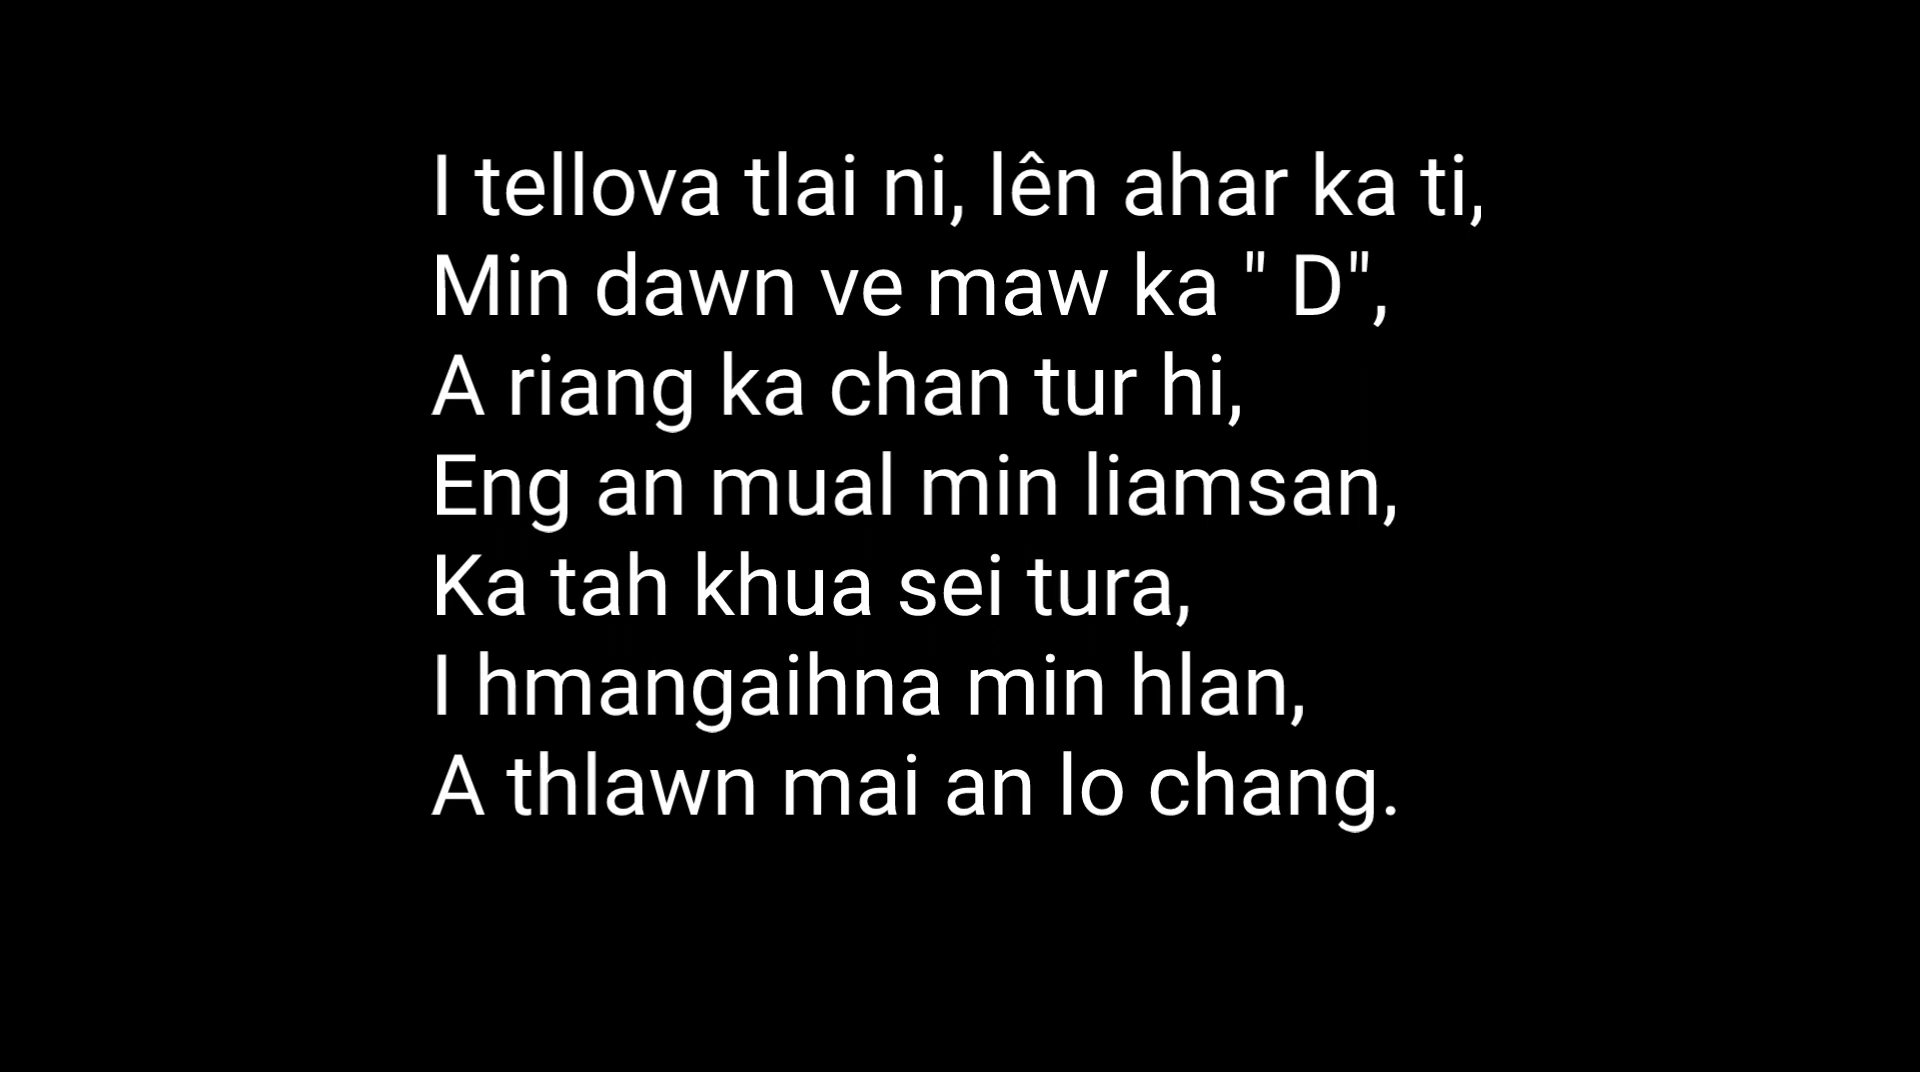 I tellova tlai ni, lên ahar ka ti,
Min dawn ve maw ka " D",
A riang ka chan tur hi,
Eng an mual min liamsan,
Ka tah khua sei tura,
I hmangaihna min hlan,
A thlawn mai an lo chang.